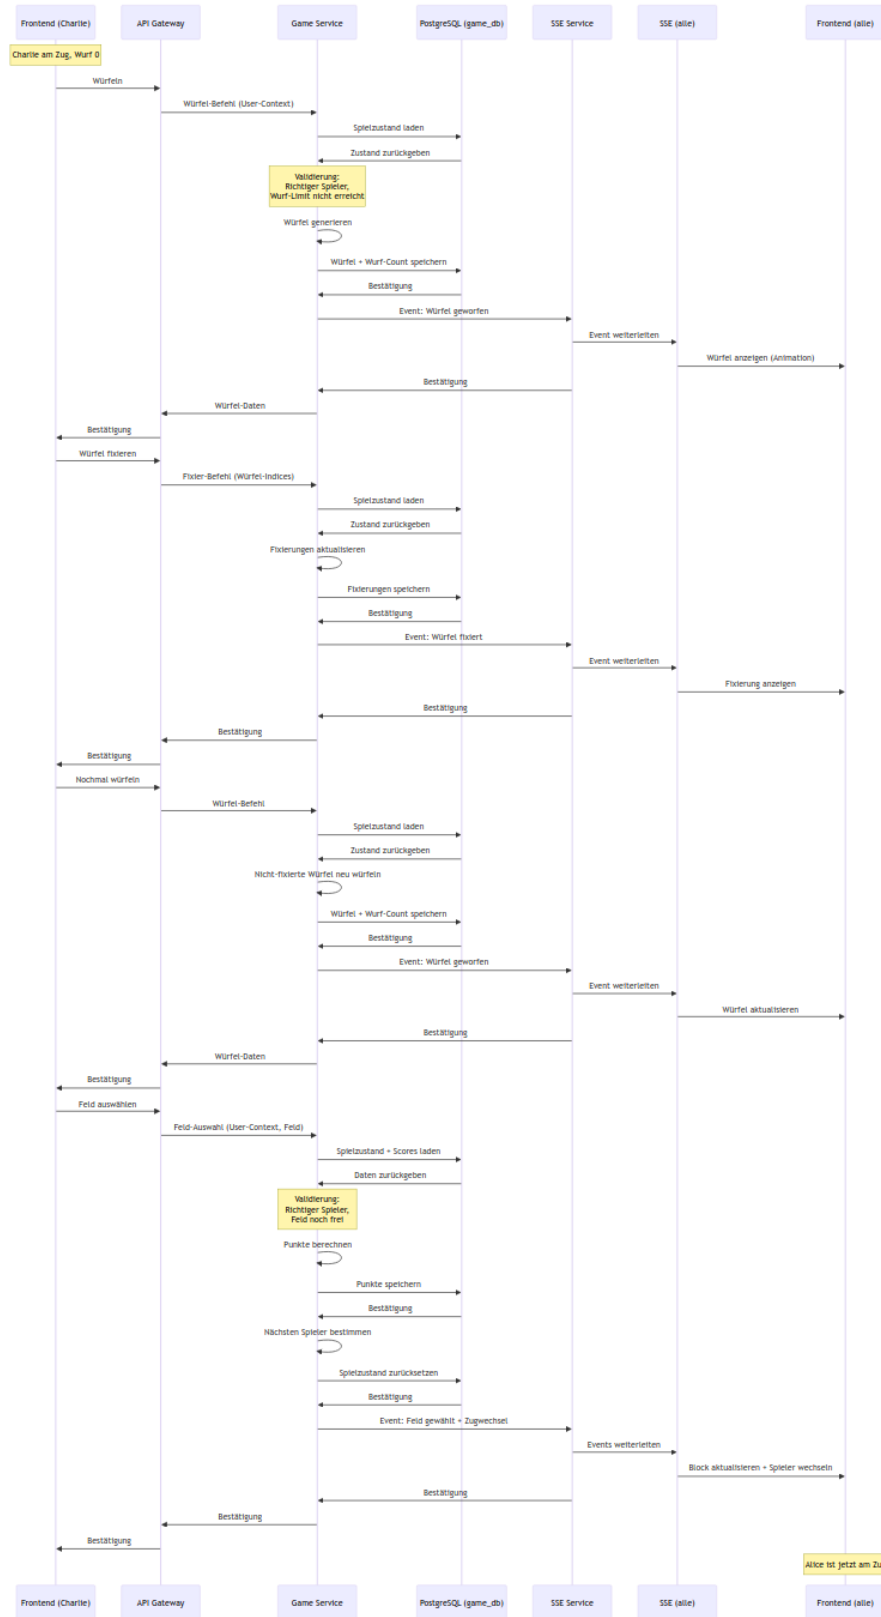 Frontend (Charlie)
API Gateway
Game Service
PostgreSQL (game_db)
SSE Service
SSE (alle)
Frontend (alle)
Charlie am Zug, Wurf 0
Würfeln
Würfel-Befehl (User-Context)
Spielzustand laden
Zustand zurückgeben
Validierung:
Richtiger Spieler,
Wurf-Limit nicht erreicht
Würfel generieren
Würfel + Wurf-Count speichern
Bestätigung
Event: Würfel geworfen
Event weiterleiten
Würfel anzeigen (Animation)
Bestätigung
Würfel-Daten
Bestätigung
Würfel fixieren
Fixier-Befehl (Würfel-Indices)
Spielzustand laden
Zustand zurückgeben
Fixierungen aktualisieren
Fixierungen speichern
Bestätigung
Event: Würfel fixiert
Event weiterleiten
Fixierung anzeigen
Bestätigung
Bestätigung
Bestätigung
Nochmal würfeln
Würfel-Befehl
Spielzustand laden
Zustand zurückgeben
Nicht-fixierte Würfel neu würfeln
Würfel + Wurf-Count speichern
Bestätigung
Event: Würfel geworfen
Event weiterleiten
Würfel aktualisieren
Bestätigung
Würfel-Daten
Bestätigung
Feld auswählen
Feld-Auswahl (User-Context, Feld)
Spielzustand + Scores laden
Daten zurückgeben
Validierung:
Richtiger Spieler,
Feld noch frei
Punkte berechnen
Punkte speichern
Bestätigung
Nächsten Spieler bestimmen
Spielzustand zurücksetzen
Bestätigung
Event: Feld gewählt + Zugwechsel
Events weiterleiten
Block aktualisieren + Spieler wechseln
Bestätigung
Bestätigung
Bestätigung
Alice ist jetzt am Zu
Frontend (Charlie)
API Gateway
Game Service
PostgreSQL (game_db)
SSE Service
SSE (alle)
Frontend (alle)